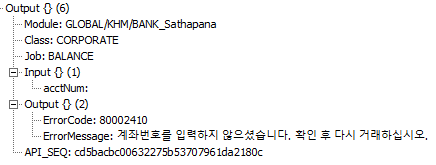 Output {} (6)
Module: GLOBAL/KHM/BANK_Sathapana
Class: CORPORATE
Job: BALANCE
Input {} (1)
acctNum:
Output {} (2)
ErrorCode: 80002410
ErrorMessage: 계좌번호를 입력하지 않으셨습니다. 확인 후 다시 거래하십시오.
API_SEQ: cd5bacbc00632275b53707961da2180c